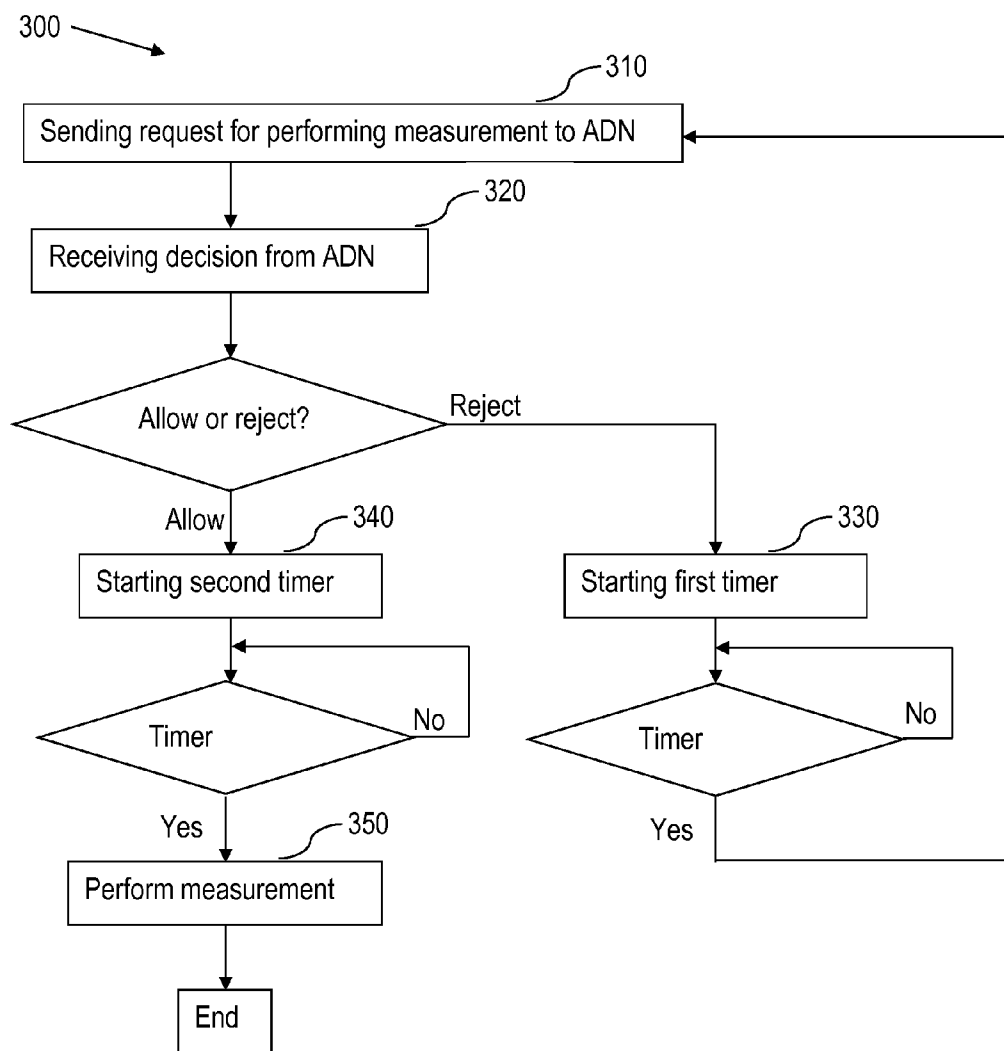 300
310
Sending request for performing measurement to ADN
320
Receiving decision from ADN
Allow or reject?
Reject
Allow
340
330
Starting second timer
Starting first timer
Timer
No
Timer
No
Yes
350
Yes
Perform measurement
End